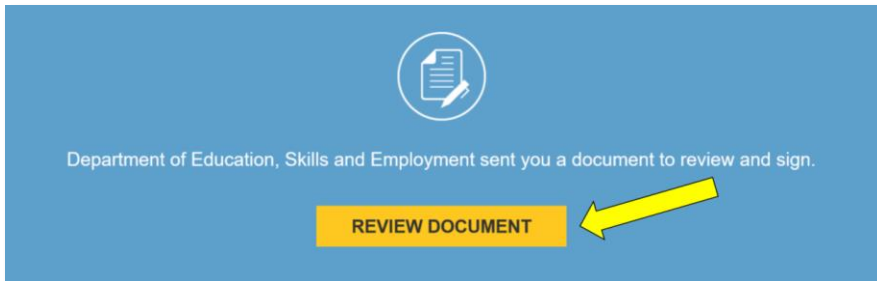 Department of Education, Skills and Employment sent you a document to review and sign.
REVIEW DOCUMENT